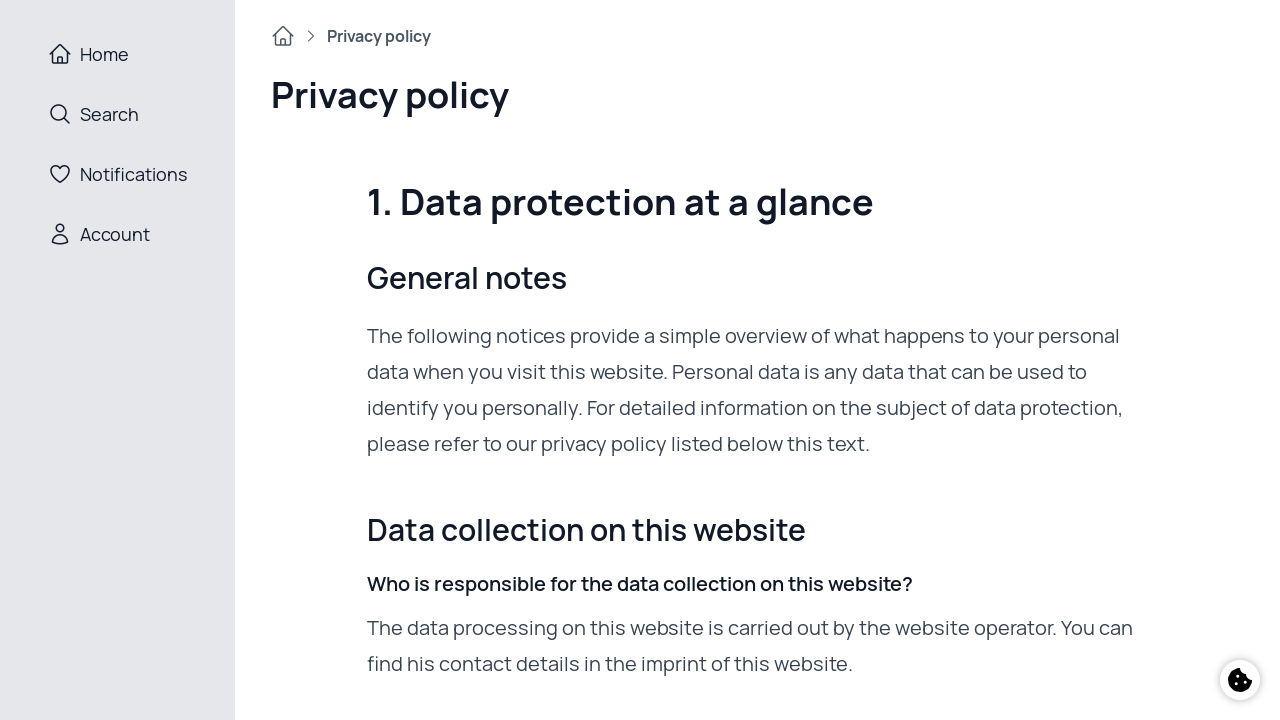 Home
Search
Notifications
Account
Privacy policy
Privacy policy
1. Data protection at a glance
General notes
The following notices provide a simple overview of what happens to your personal
data when you visit this website. Personal data is any data that can be used to
identify you personally. For detailed information on the subject of data protection,
please refer to our privacy policy listed below this text.
Data collection on this website
Who is responsible for the data collection on this website?
The data processing on this website is carried out by the website operator. You can
find his contact details in the imprint of this website.